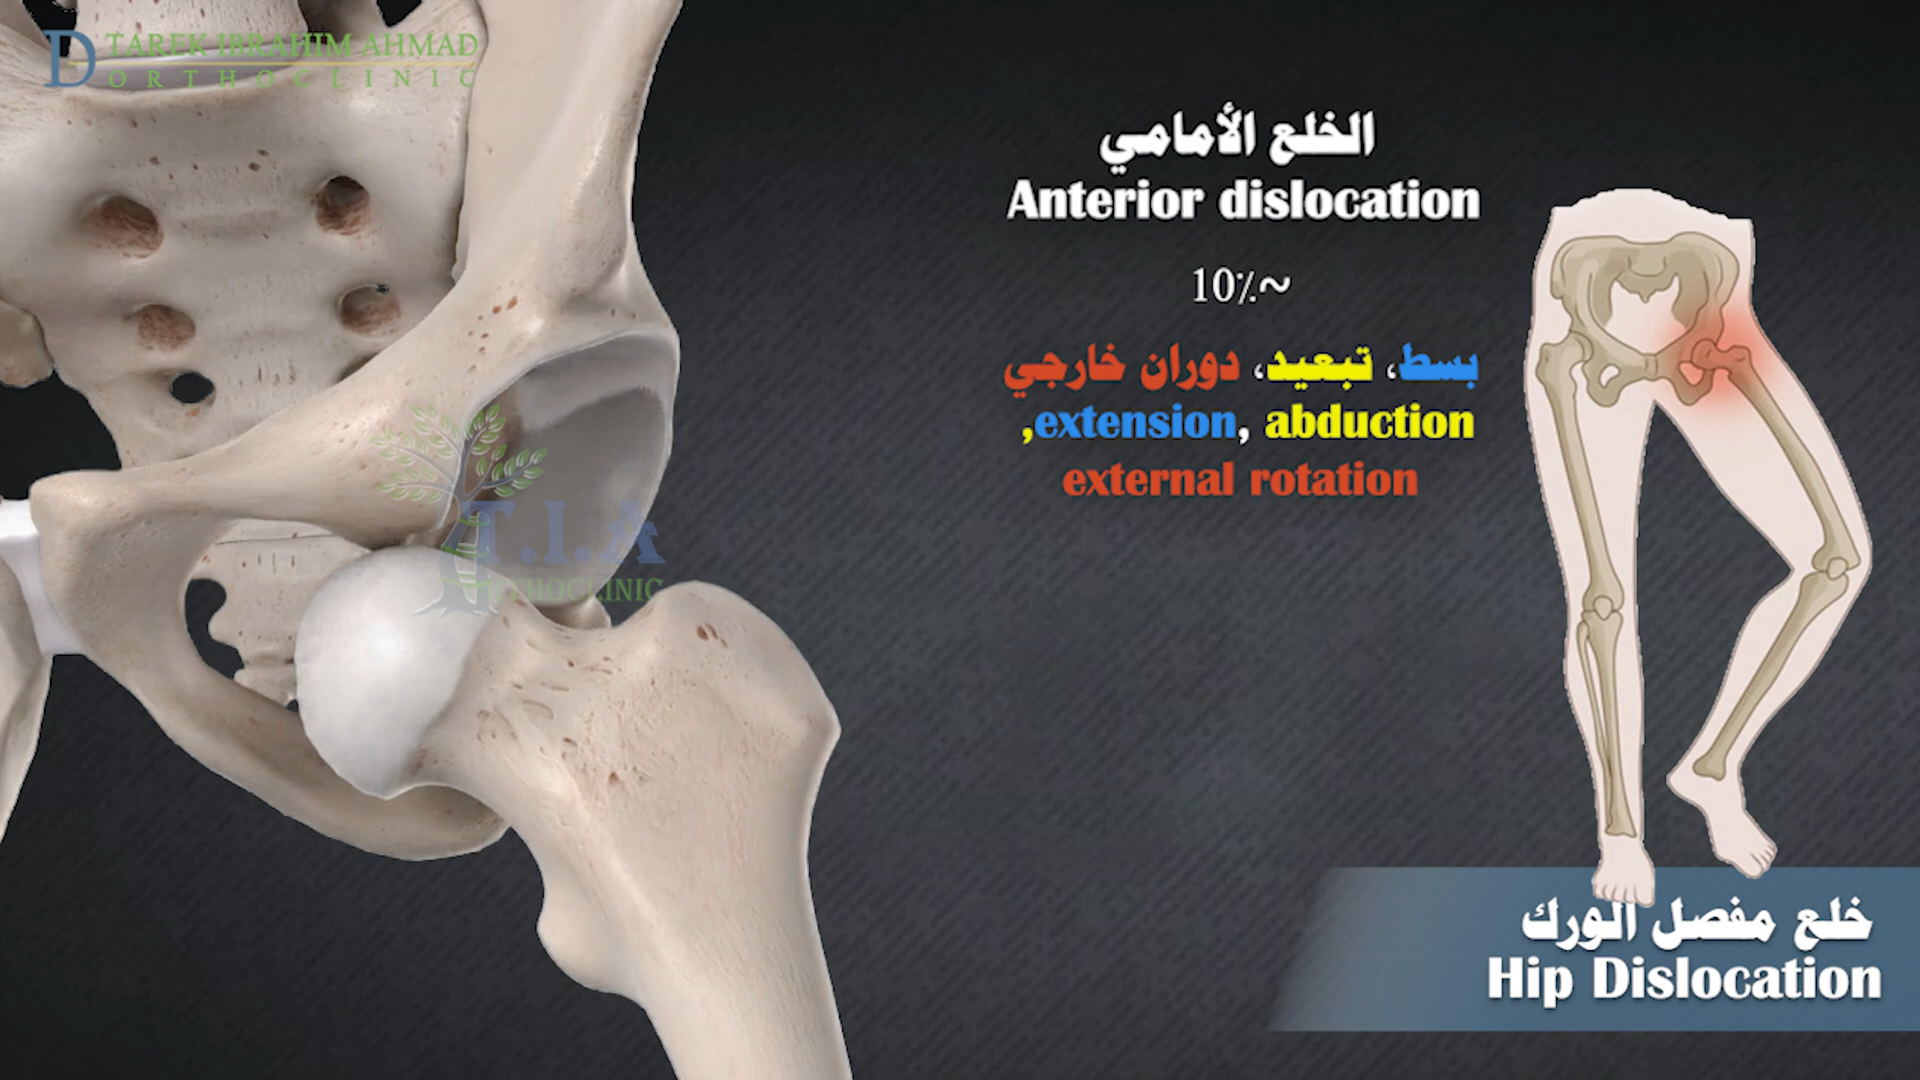 D TAREK IBRAHIM AHMAD
ORTHOCLINIC
الخلع الأمامي
Anterior dislocation
10٪~
بسط، تبعيد، دوران خارجي
,extension, abduction
external rotation
T.I.A
ORTHOCLINIC
خلع مفصل الورك
Hip Dislocation